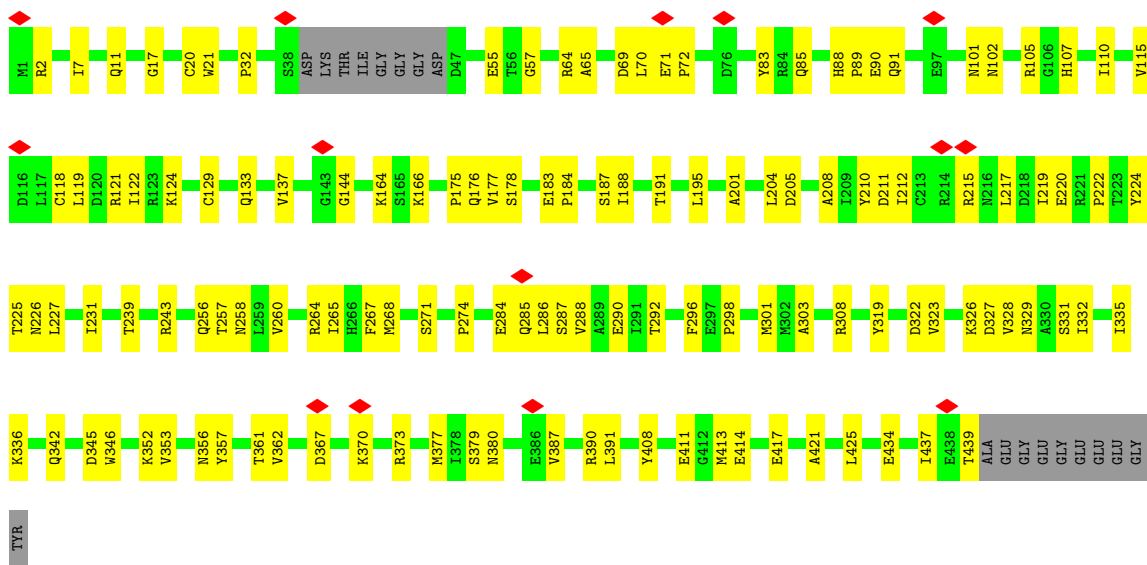 M1 R2 I7 Q11 G17 C20 W21 P32 S38 ASP LYS THR ILE GLY GLY GLY ASP D47 E55 T56 G57 R64 A65 D69 L70 E71 P72 D76 Y83 R84 Q85 H88 P89 E90 Q91 E97 N101 N102 R105 G106 H107 I110 V115
D116 L117 C118 L119 D120 R121 I122 R123 K124 C129 Q133 V137 G143 G144 K164 S165 K166 P175 Q176 V177 S178 E183 P184 S187 I188 T191 L195 A201 L204 D205 A208 I209 Y210 D211 I212 C213 R214 R215 N216 L217 D218 I219 E220 R221 P222 T223 Y224
T225 N226 L227 I231 T239 R243 Q256 T257 N258 L259 V260 R264 I265 H266 F267 M268 S271 P274 E284 Q285 L286 S287 V288 A289 E290 I291 T292 F296 E297 P298 M301 M302 A303 R308 Y319 D322 V323 K326 D327 V328 N329 A330 S331 I332 I335
K336 Q342 D345 W346 K352 V353 N356 Y357 T361 V362 D367 K370 R373 M377 I378 S379 N380 E386 V387 R390 L391 Y408 E411 G412 M413 E414 E417 A421 L425 E434 I437 E438 T439 ALA GLU GLY GLU GLY GLU GLU GLU GLY
TYR